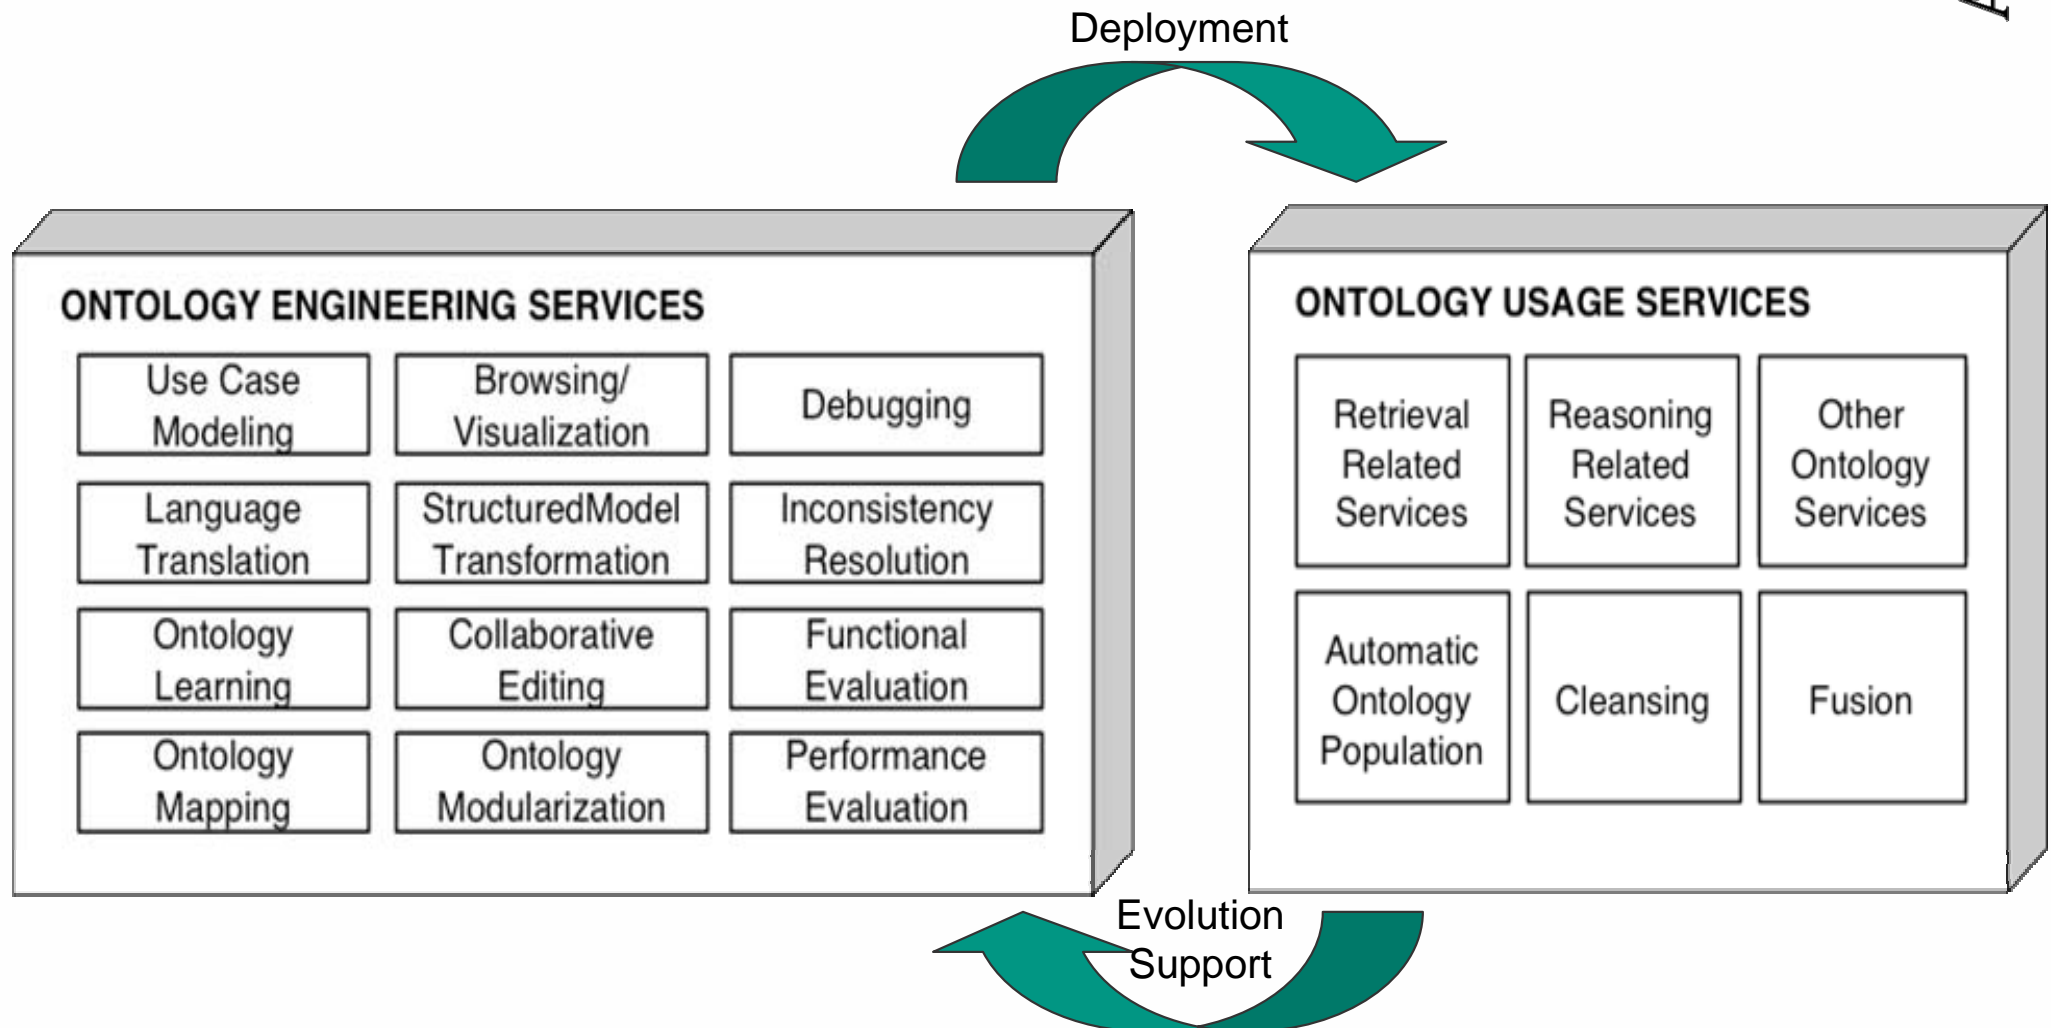 Deployment
ONTOLOGY ENGINEERING SERVICES
Use Case
Modeling
Browsing/
Visualization
Debugging
Language
Translation
StructuredModel
Transformation
Inconsistency
Resolution
Ontology
Learning
Collaborative
Editing
Functional
Evaluation
Ontology
Mapping
Ontology
Modularization
Performance
Evaluation
ONTOLOGY USAGE SERVICES
Retrieval
Related
Services
Reasoning
Related
Services
Other
Ontology
Services
Automatic
Ontology
Population
Cleansing
Fusion
Evolution
Support